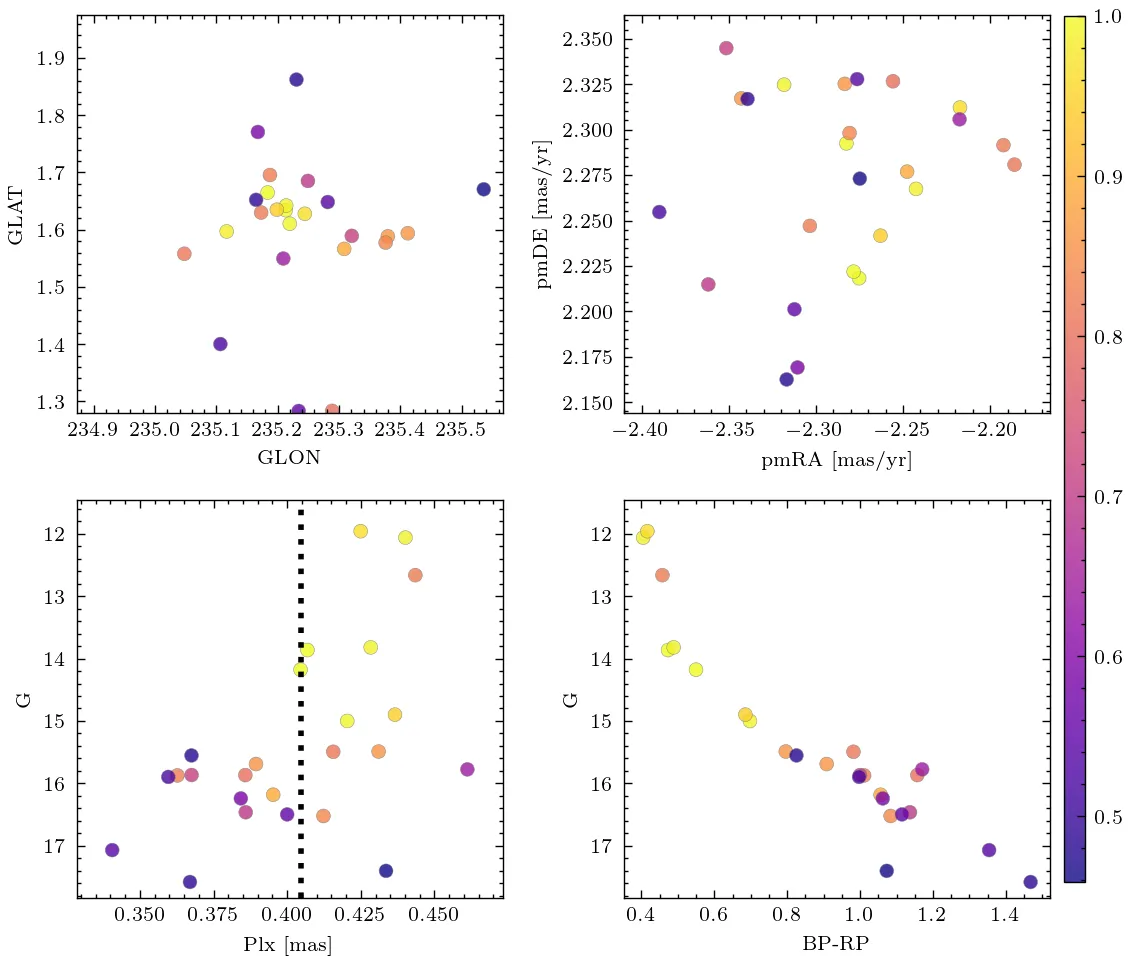 1.9
1.8
1.7
1.6
1.5
1.4
1.3
GLAT
234.9 235.0 235.1 235.2 235.3 235.4 235.5
GLON
2.350
2.325
2.300
2.275
2.250
2.225
2.200
2.175
2.150
pmDE [mas/yr]
−2.40 −2.35 −2.30 −2.25 −2.20
pmRA [mas/yr]
1.0
0.9
0.8
0.7
0.6
0.5
12
13
14
15
16
17
G
0.350 0.375 0.400 0.425 0.450
Plx [mas]
12
13
14
15
16
17
G
0.4 0.6 0.8 1.0 1.2 1.4
BP-RP